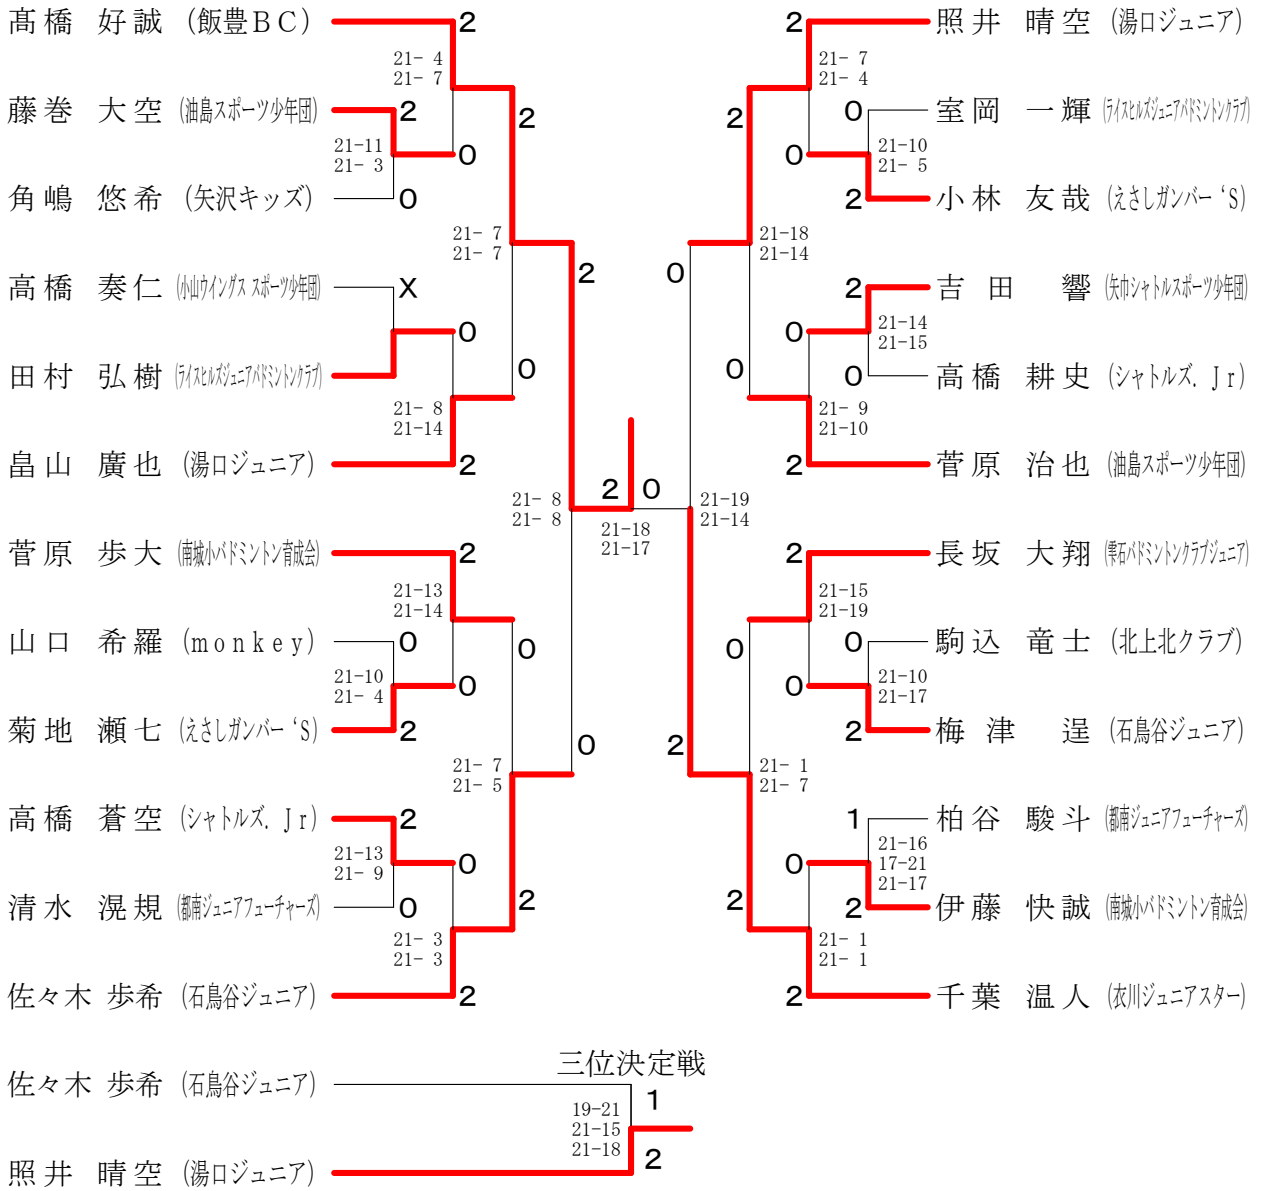 髙橋 好誠 (飯豊BC) 2 2 照井 晴空 (湯口ジュニア)
21- 4 21- 7
21- 7 21- 4
藤巻 大空 (油島スポーツ少年団) 2 2 2 0 室岡 一輝 (ライスヒルズジュニアバドミントンクラブ)
21-11 21-10
21- 3 0 0 21- 5
角嶋 悠希 (矢沢キッズ) 0 2 小林 友哉 (えさしガンバー‘S)
21- 7 21-18
21- 7 21-14
2 0
高橋 奏仁 (小山ウイングス スポーツ少年団) X 2 吉田 響 (矢巾シャトルスポーツ少年団)
0 0 21-14
21-15
田村 弘樹 (ライスヒルズジュニアバドミントンクラブ) 0 0 0 高橋 耕史 (シャトルズ. Jr)
21- 8 21- 9
21-14 21-10
畠山 廣也 (湯口ジュニア) 2 2 菅原 治也 (油島スポーツ少年団)
2 0
21- 8 21-19
21- 8 21-14
21-18
21-17
菅原 歩大 (南城小バドミントン育成会) 2 2 長坂 大翔 (雫石バドミントンクラブジュニア)
21-13 21-15
21-14 21-19
山口 希羅 (monkey) 0 0 0 0 駒込 竜士 (北上北クラブ)
21-10 21-10
21- 4 0 0 21-17
菊地 瀬七 (えさしガンバー‘S) 2 2 梅津 逞 (石鳥谷ジュニア)
0 2
21- 7 21- 1
21- 5 21- 7
高橋 蒼空 (シャトルズ. Jr) 2 1 柏谷 駿斗 (都南ジュニアフューチャーズ)
21-13 21-16
21- 9 0 0 17-21
21-17
清水 滉規 (都南ジュニアフューチャーズ) 0 2 2 2 伊藤 快誠 (南城小バドミントン育成会)
21- 3 21- 1
21- 3 21- 1
佐々木 歩希 (石鳥谷ジュニア) 2 2 千葉 温人 (衣川ジュニアスター)
三位決定戦
佐々木 歩希 (石鳥谷ジュニア) 1
19-21
21-15
21-18 2
照井 晴空 (湯口ジュニア)